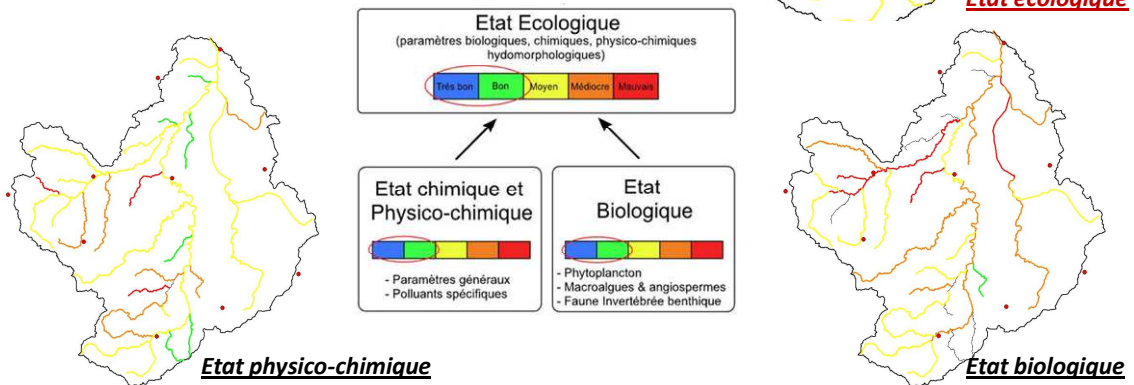 Etat écologique
Etat Ecologique
(paramètres biologiques, chimiques, physico-chimiques
hydomorphologiques)
Trés bon
Bon
Moyen
Médiocre
Mauvais
Etat chimique et
Physico-chimique
- Paramètres généraux
- Polluants spécifiques
Etat
Biologique
- Phytoplancton
- Macroalgues & angiospermes
- Faune Invertébrée benthique
Etat physico-chimique
Etat biologique